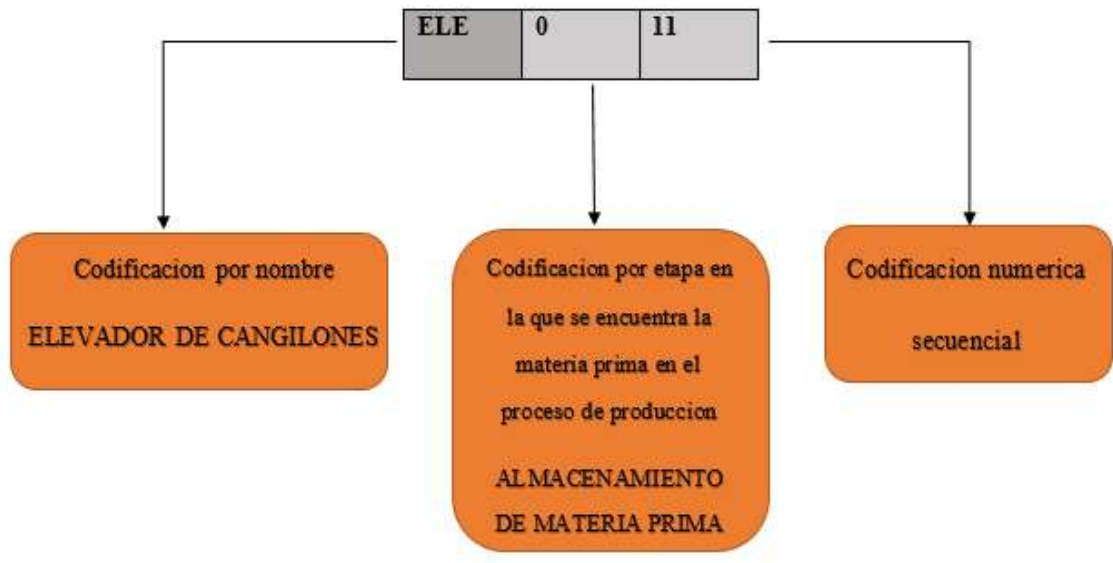 ELE 0 11
Codificacion por nombre
ELEVADOR DE CANGILONES
Codificacion por etapa en
la que se encuentra la
materia prima en el
proceso de produccion
ALMACENAMIENTO
DE MATERIA PRIMA
Codificacion numerica
secuencial